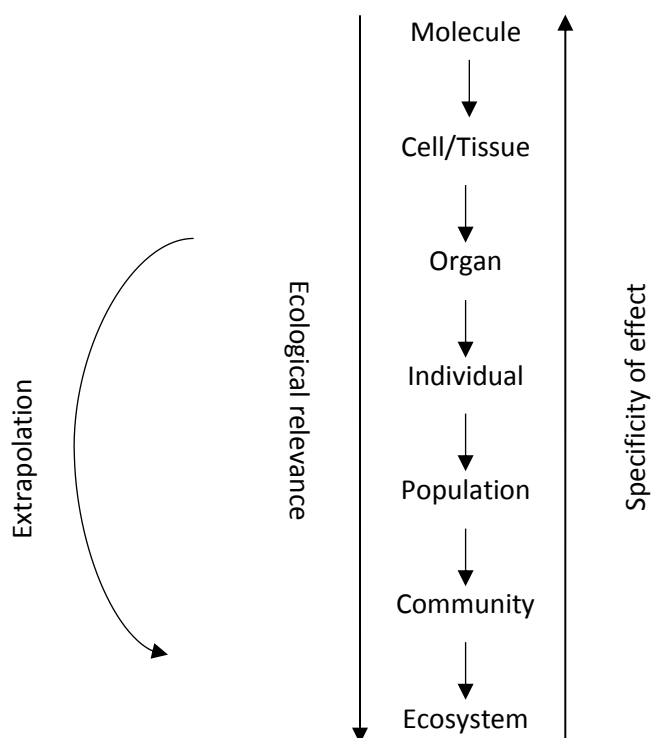 Molecule
Cell/Tissue
Organ
Individual
Population
Community
Ecosystem
Extrapolation
Ecological relevance
Specificity of effect